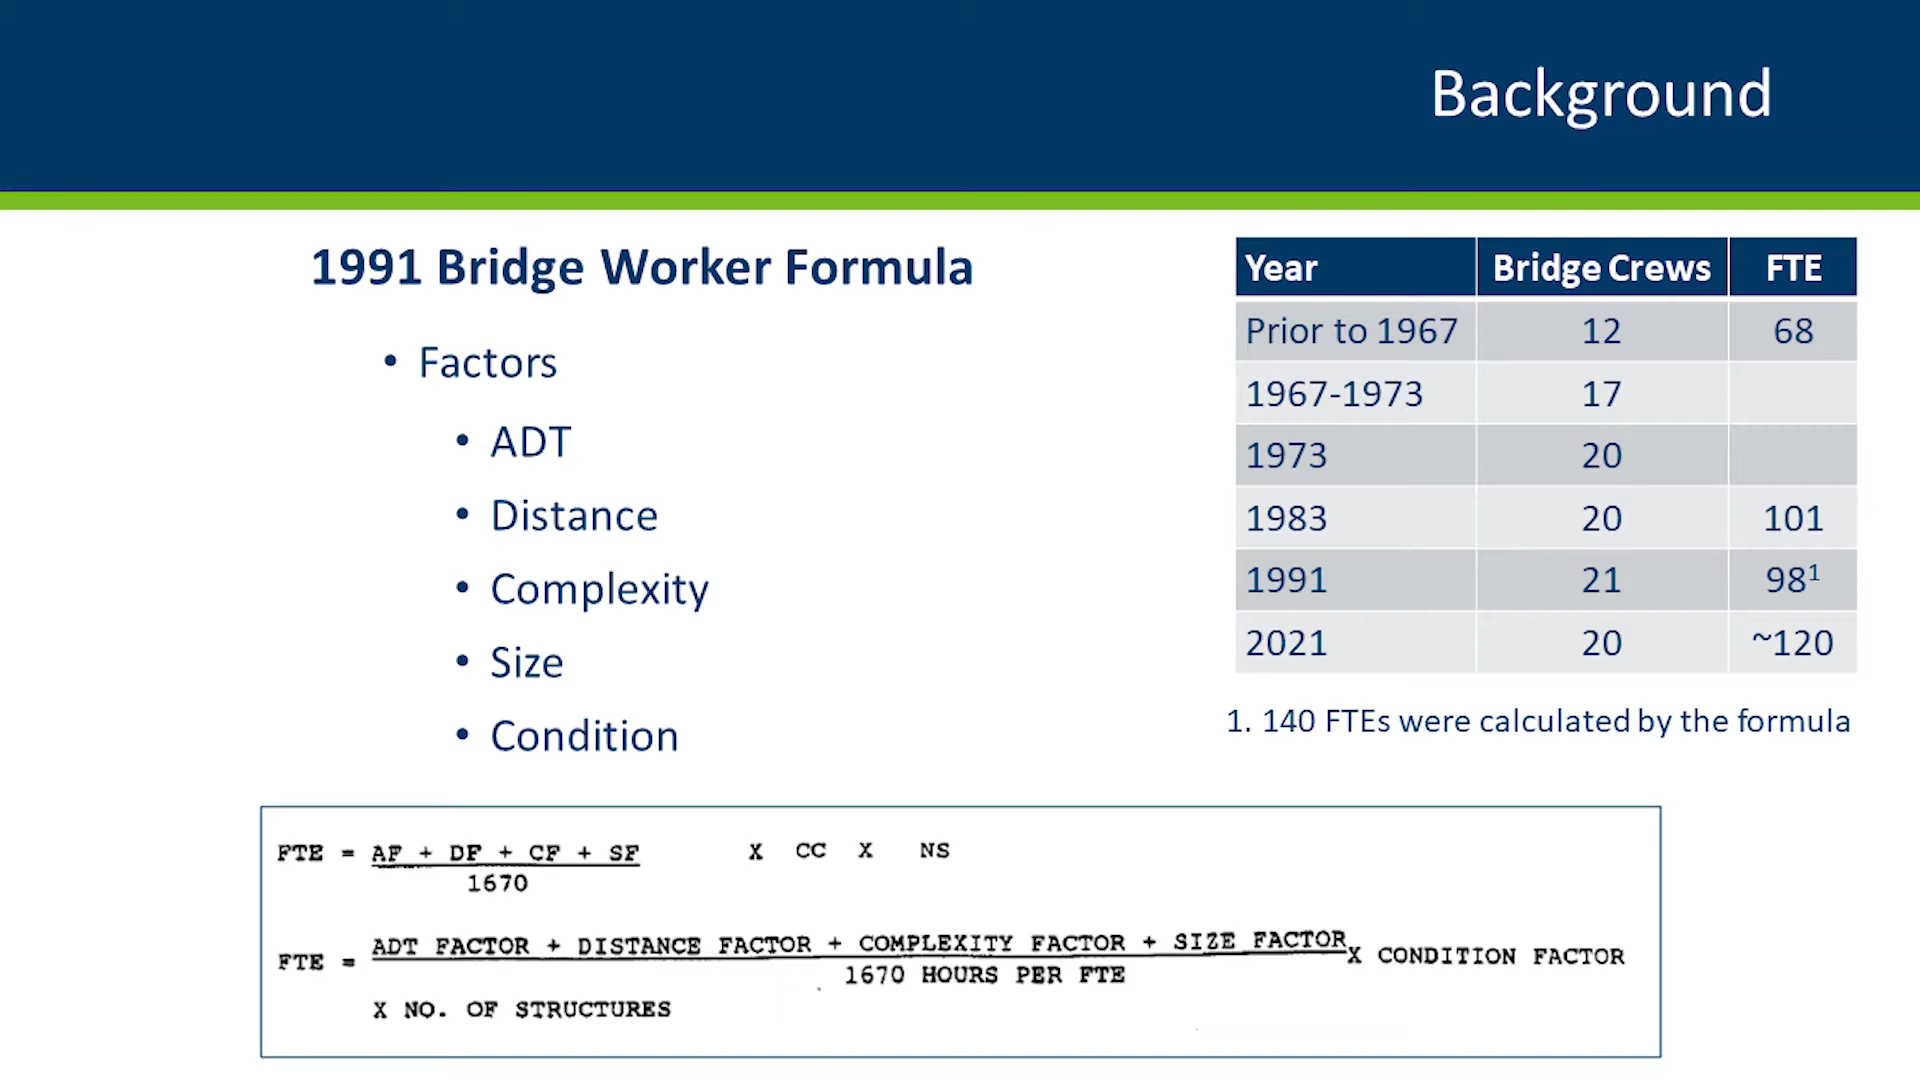 Background
1991 Bridge Worker Formula
• Factors
• ADT
• Distance
• Complexity
• Size
• Condition
Year Bridge Crews FTE
Prior to 1967 12 68
1967-1973 17
1973 20
1983 20 101
1991 21 98¹
2021 20 ~120
1. 140 FTEs were calculated by the formula
FTE = AF + DF + CF + SF X CC X NS
1670
FTE = ADT FACTOR + DISTANCE FACTOR + COMPLEXITY FACTOR + SIZE FACTOR X CONDITION FACTOR
1670 HOURS PER FTE
X NO. OF STRUCTURES